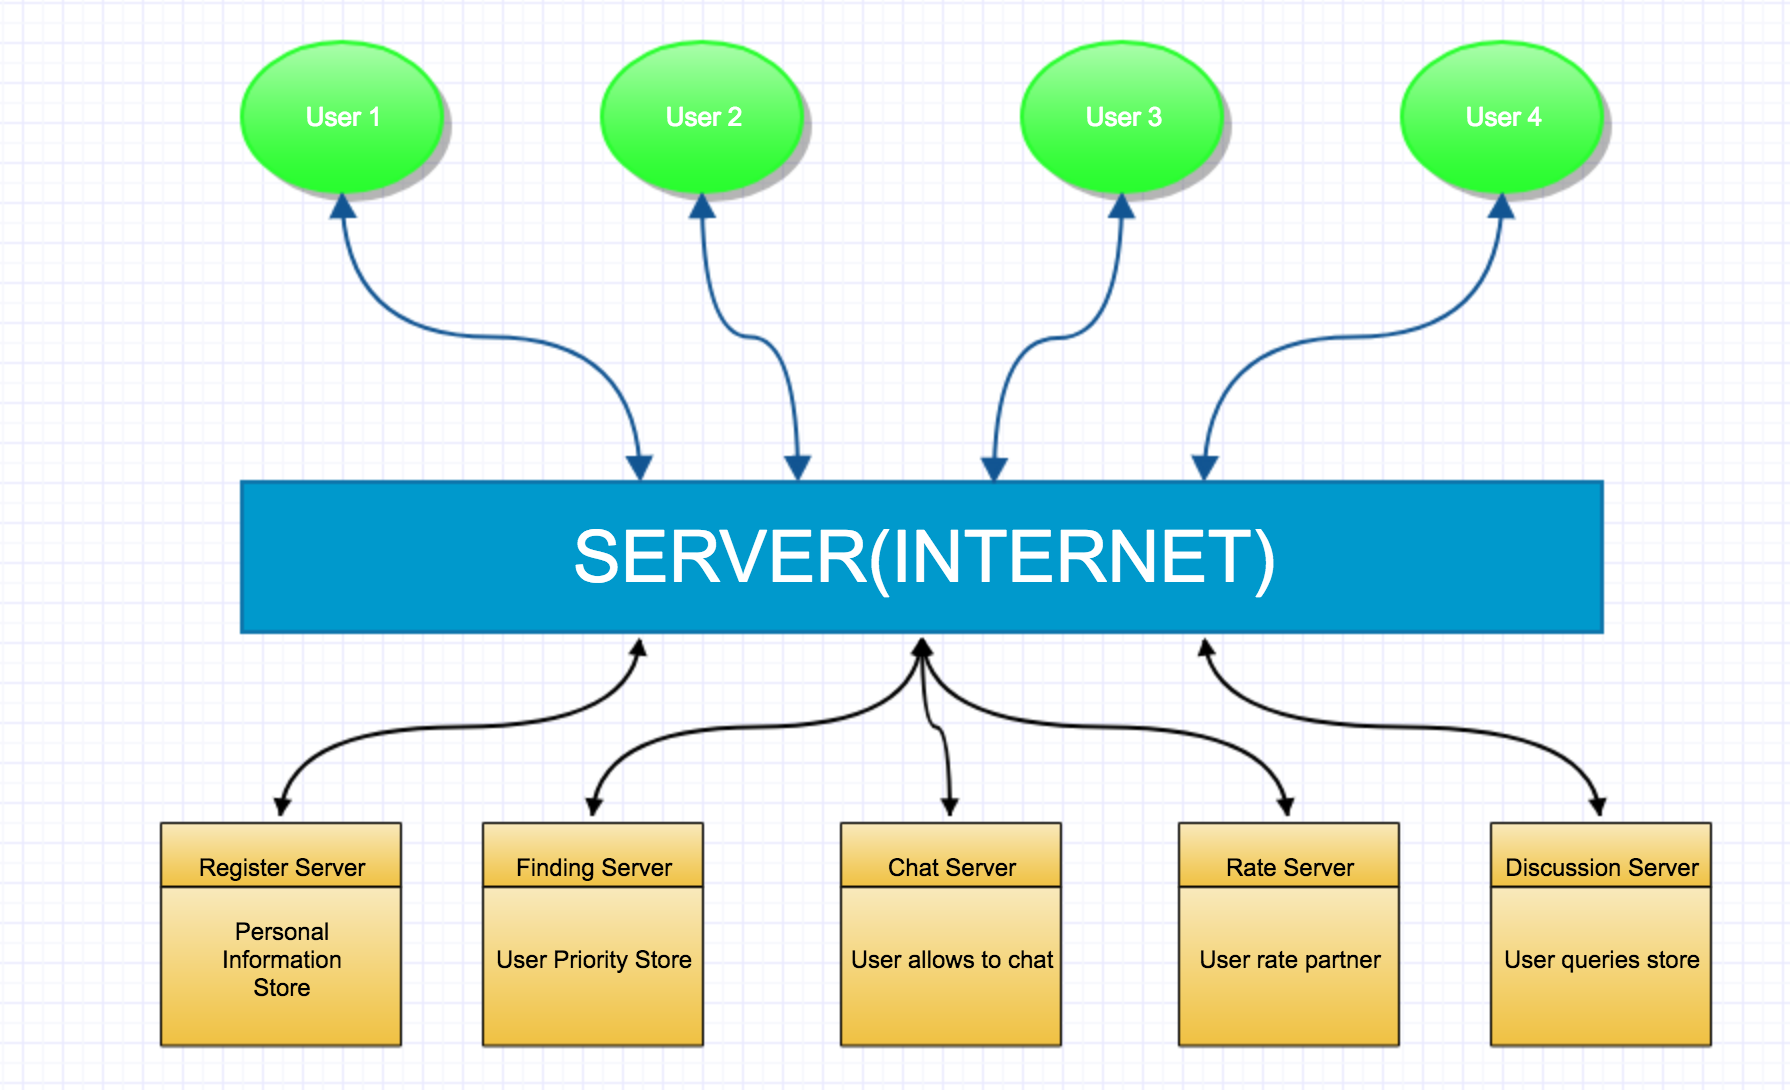 User 1
User 2
User 3
User 4
SERVER(INTERNET)
Register Server
Personal
Information
Store
Finding Server
User Priority Store
Chat Server
User allows to chat
Rate Server
User rate partner
Discussion Server
User queries store